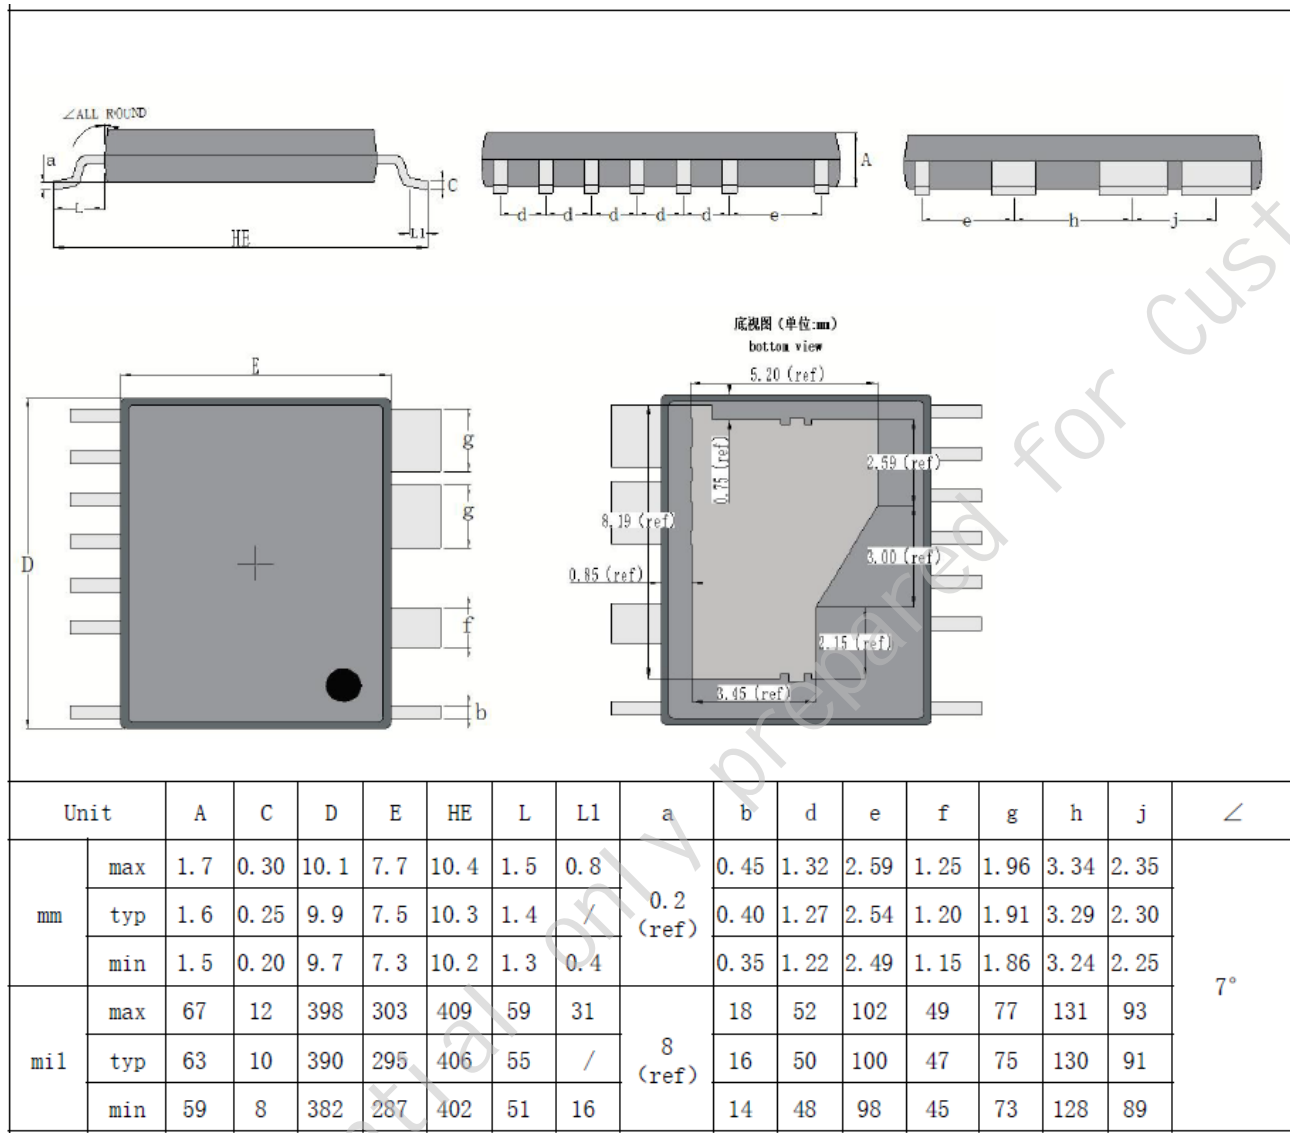 ∠ALL ROUND
a
C
L
L1
HE
A
d d d d d e
e h j
底视图(单位:mm)
bottom view
5.20 (ref)
E
D
g
g
f
b
0.75 (ref)
2.59 (ref)
8.19 (ref)
3.00 (ref)
0.85 (ref)
2.15 (ref)
3.45 (ref)
Unit A C D E HE L L1 a b d e f g h j ∠
mm max 1.7 0.30 10.1 7.7 10.4 1.5 0.8 0.2 (ref) 0.45 1.32 2.59 1.25 1.96 3.34 2.35 7°
typ 1.6 0.25 9.9 7.5 10.3 1.4 / 0.40 1.27 2.54 1.20 1.91 3.29 2.30
min 1.5 0.20 9.7 7.3 10.2 1.3 0.4 0.35 1.22 2.49 1.15 1.86 3.24 2.25
mil max 67 12 398 303 409 59 31 8 (ref) 18 52 102 49 77 131 93
typ 63 10 390 295 406 55 / 16 50 100 47 75 130 91
min 59 8 382 287 402 51 16 14 48 98 45 73 128 89
only prepared for